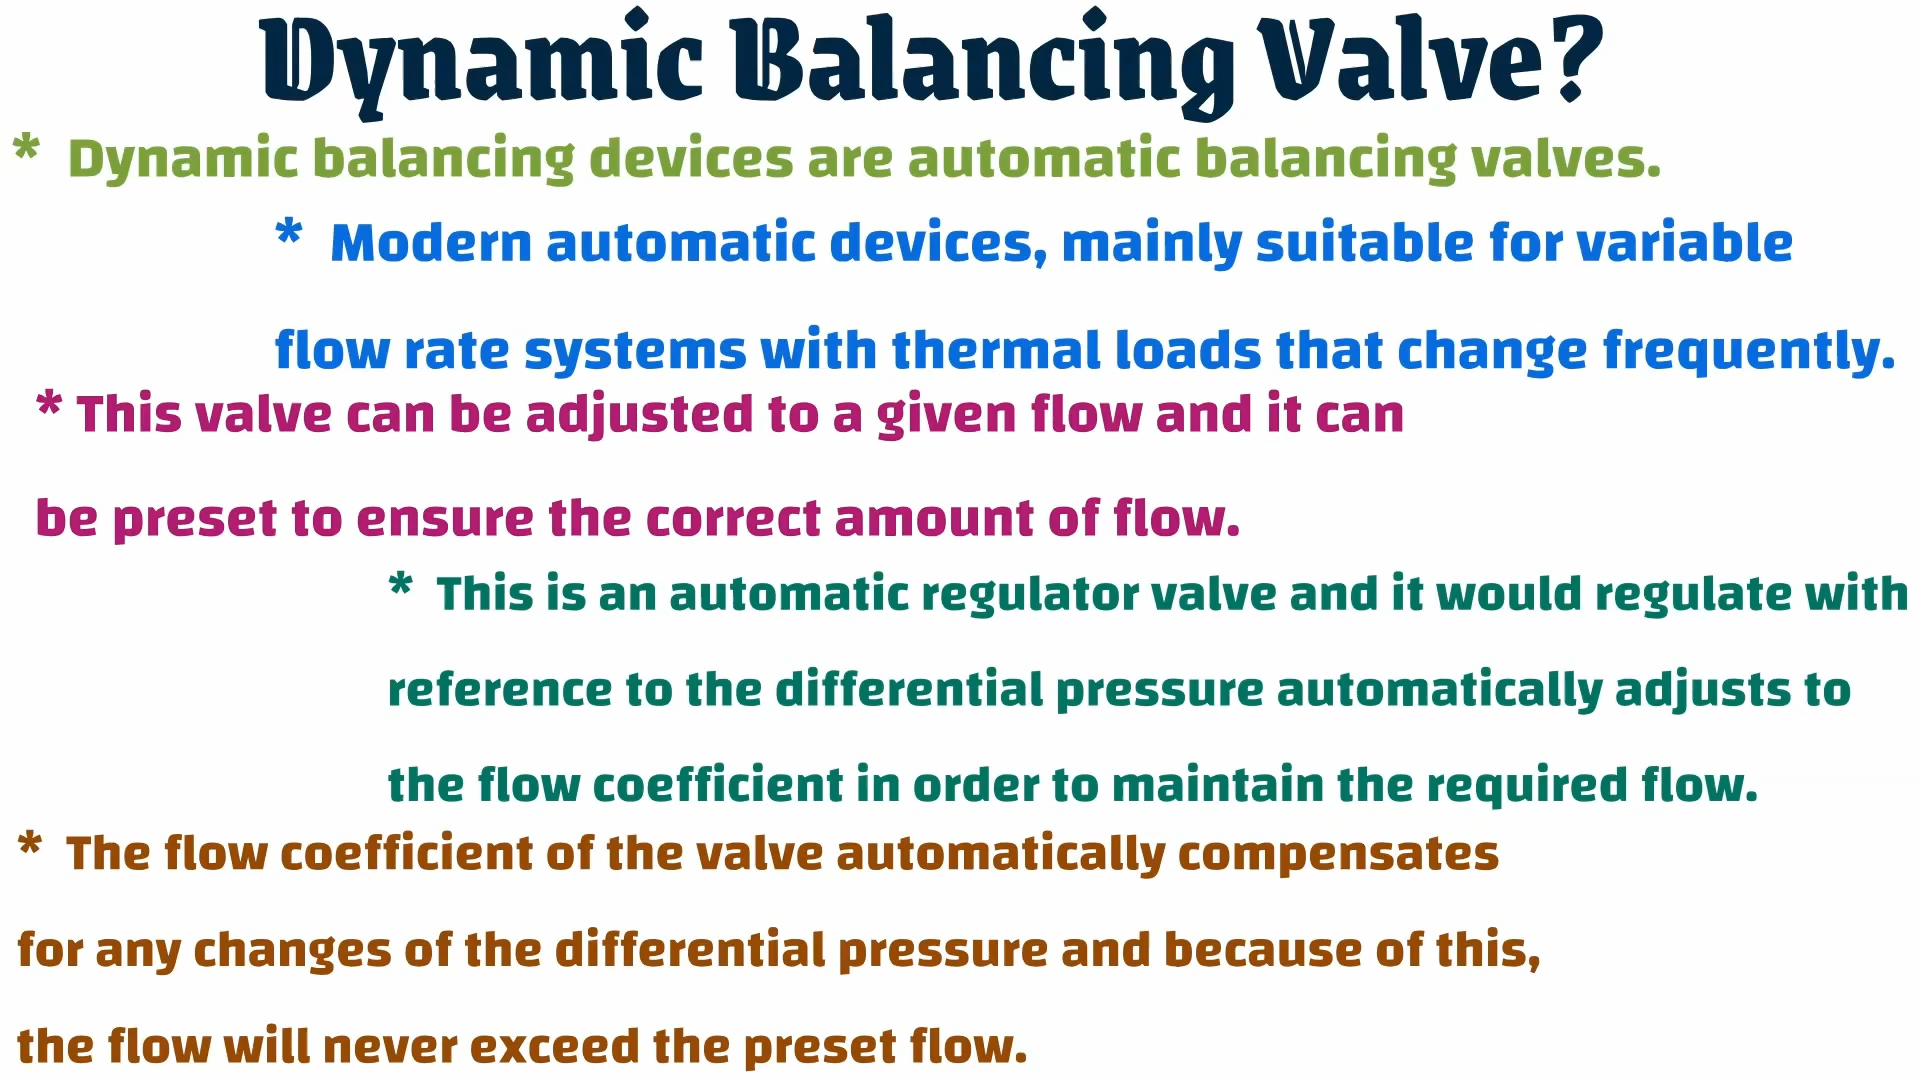 Dynamic Balancing Valve?
* Dynamic balancing devices are automatic balancing valves.
* Modern automatic devices, mainly suitable for variable
flow rate systems with thermal loads that change frequently.
* This valve can be adjusted to a given flow and it can
be preset to ensure the correct amount of flow.
* This is an automatic regulator valve and it would regulate with
reference to the differential pressure automatically adjusts to
the flow coefficient in order to maintain the required flow.
* The flow coefficient of the valve automatically compensates
for any changes of the differential pressure and because of this,
the flow will never exceed the preset flow.